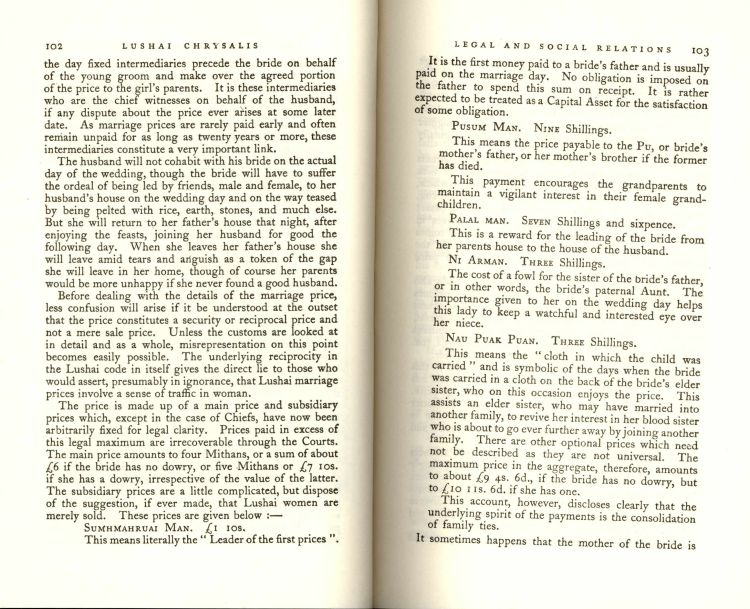 102 LUSHAI CHRYSALIS
the day fixed intermediaries precede the bride on behalf
of the young groom and make over the agreed portion
of the price to the girl's parents. It is these intermediaries
who are the chief witnesses on behalf of the husband,
if any dispute about the price ever arises at some later
date. As marriage prices are rarely paid early and often
remain unpaid for as long as twenty years or more, these
intermediaries constitute a very important link.
The husband will not cohabit with his bride on the actual
day of the wedding, though the bride will have to suffer
the ordeal of being led by friends, male and female, to her
husband's house on the wedding day and on the way teased
by being pelted with rice, earth, stones, and much else.
But she will return to her father's house that night, after
enjoying the feasts, joining her husband for good the
following day. When she leaves her father's house she
will leave amid tears and anguish as a token of the gap
she will leave in her home, though of course her parents
would be more unhappy if she never found a good husband.
Before dealing with the details of the marriage price,
less confusion will arise if it be understood at the outset
that the price constitutes a security or reciprocal price and
not a mere sale price. Unless the customs are looked at
in detail and as a whole, misrepresentation on this point
becomes easily possible. The underlying reciprocity in
the Lushai code in itself gives the direct lie to those who
would assert, presumably in ignorance, that Lushai marriage
prices involve a sense of traffic in woman.
The price is made up of a main price and subsidiary
prices which, except in the case of Chiefs, have now been
arbitrarily fixed for legal clarity. Prices paid in excess of
this legal maximum are irrecoverable through the Courts.
The main price amounts to four Mithans, or a sum of about
£6 if the bride has no dowry, or five Mithans or £7 10s.
if she has a dowry, irrespective of the value of the latter.
The subsidiary prices are a little complicated, but dispose
of the suggestion, if ever made, that Lushai women are
merely sold. These prices are given below :—
SUMHMAHRUAI MAN. £1 10s.
This means literally the " Leader of the first prices ".
LEGAL AND SOCIAL RELATIONS 103
It is the first money paid to a bride's father and is usually
paid on the marriage day. No obligation is imposed on
the father to spend this sum on receipt. It is rather
expected to be treated as a Capital Asset for the satisfaction
of some obligation.
PUSUM MAN. NINE Shillings.
This means the price payable to the Pu, or bride's
mother's father, or her mother's brother if the former
has died.
This payment encourages the grandparents to
maintain a vigilant interest in their female grand-
children.
PALAL MAN. SEVEN Shillings and sixpence.
This is a reward for the leading of the bride from
her parents house to the house of the husband.
NI ARMAN. THREE Shillings.
The cost of a fowl for the sister of the bride's father,
or in other words, the bride's paternal Aunt. The
importance given to her on the wedding day helps
this lady to keep a watchful and interested eye over
her niece.
NAU PUAK PUAN. THREE Shillings.
This means the " cloth in which the child was
carried " and is symbolic of the days when the bride
was carried in a cloth on the back of the bride's elder
sister, who on this occasion enjoys the price. This
assists an elder sister, who may have married into
another family, to revive her interest in her blood sister
who is about to go ever further away by joining another
family. There are other optional prices which need
not be described as they are not universal. The
maximum price in the aggregate, therefore, amounts
to about £9 4s. 6d., if the bride has no dowry, but
to £10 11s. 6d. if she has one.
This account, however, discloses clearly that the
underlying spirit of the payments is the consolidation
of family ties.
It sometimes happens that the mother of the bride is